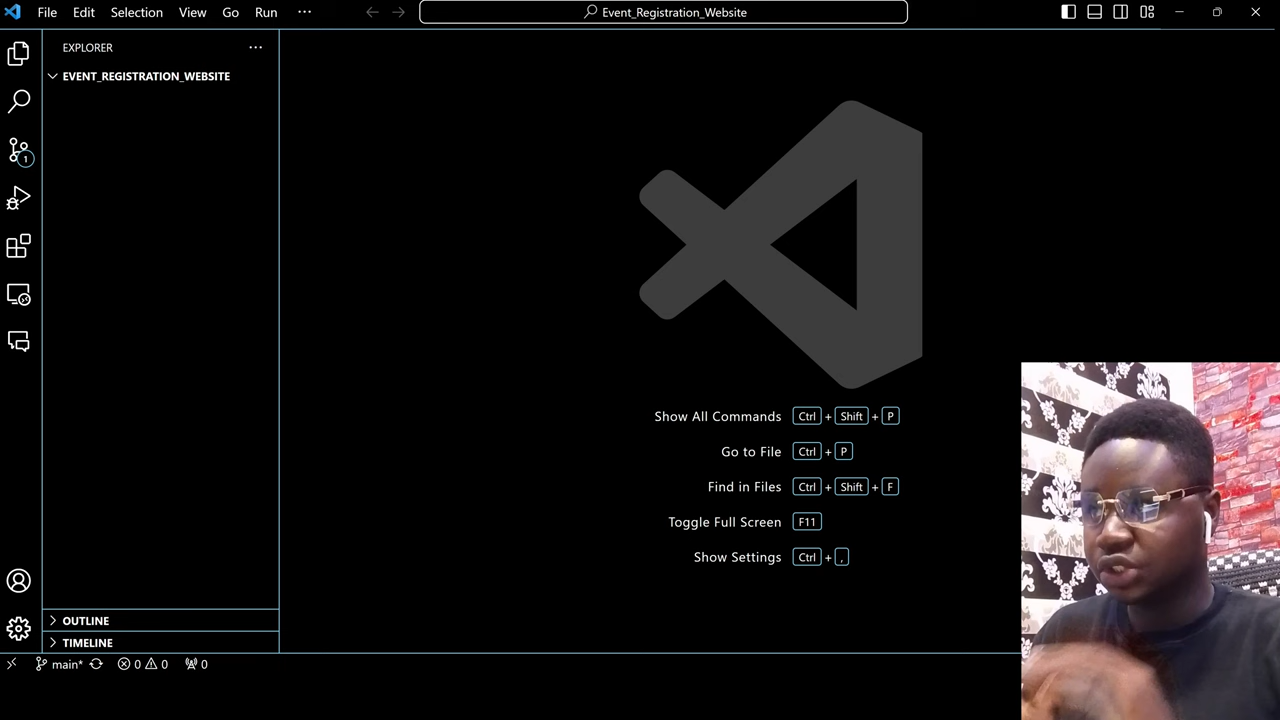 File Edit Selection View Go Run ···
Event_Registration_Website
EXPLORER ···
EVENT_REGISTRATION_WEBSITE
1
Show All Commands Ctrl + Shift + P
Go to File Ctrl + P
Find in Files Ctrl + Shift + F
Toggle Full Screen F11
Show Settings Ctrl + ,
OUTLINE
TIMELINE
main* 0 0 0